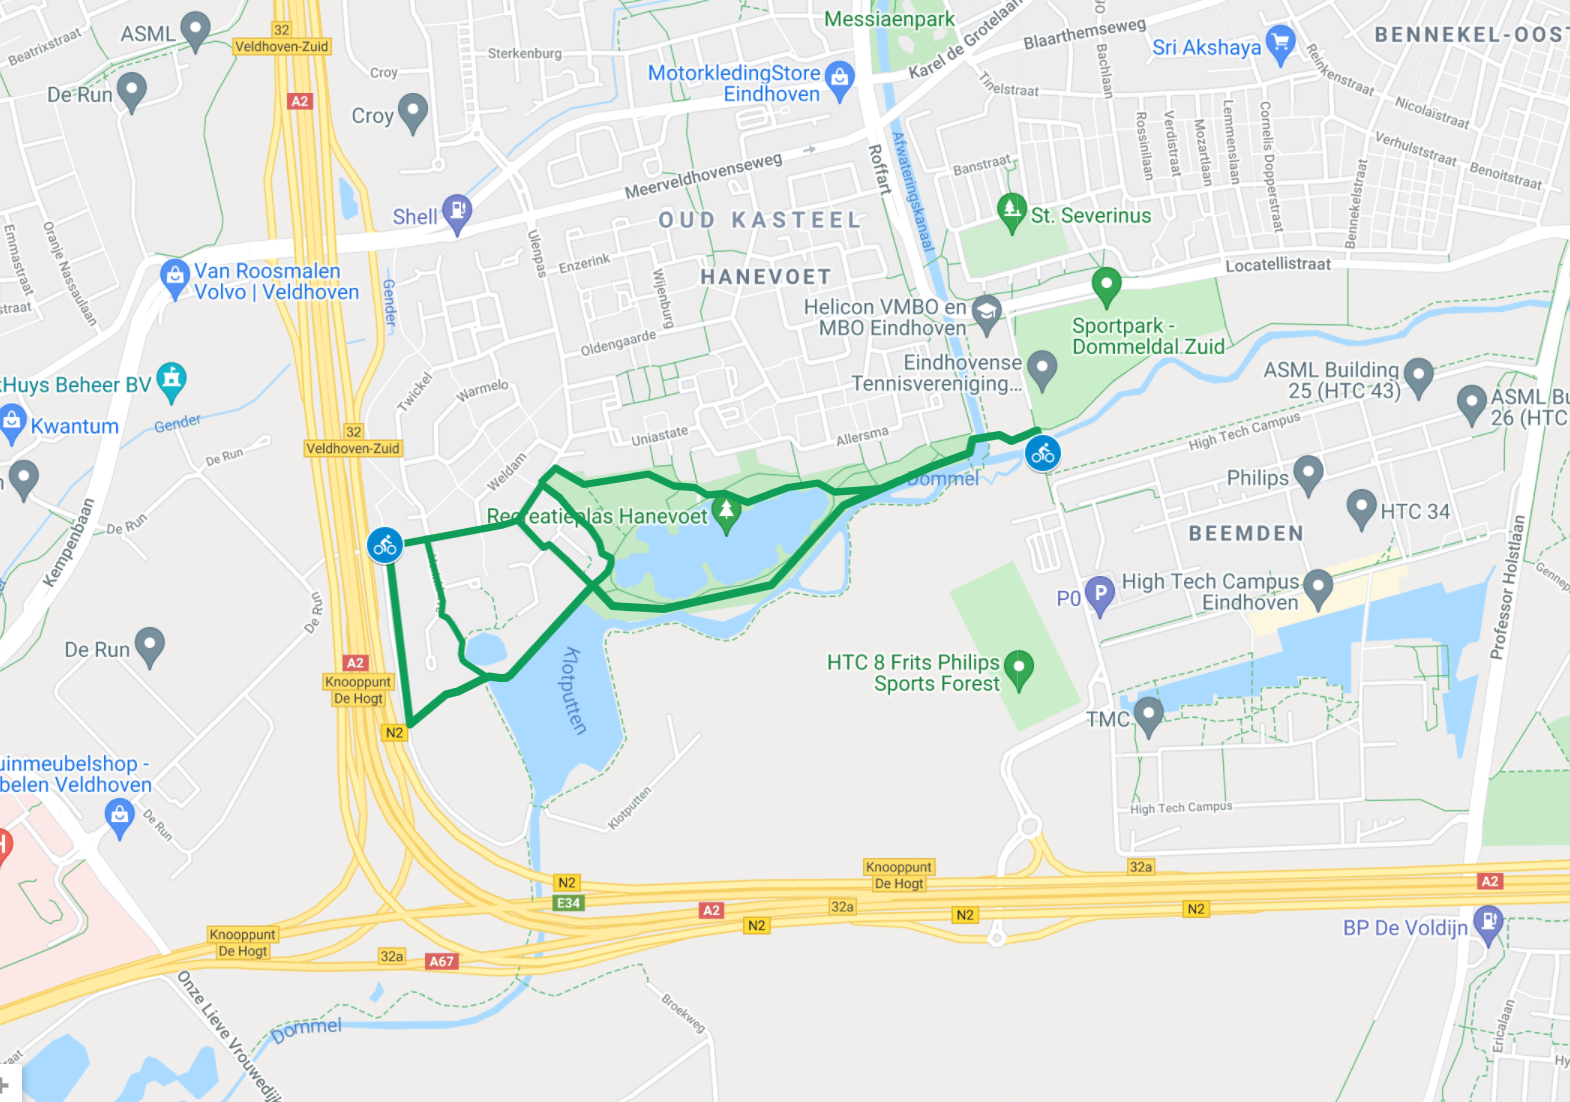 Messiaenpark
ASML
Beatrixstraat
32
Veldhoven-Zuid
Sterkenburg
Karel de Grotelaan
Blaarthemseweg
BENNEKEL-OOST
Sri Akshaya
Reinkenstraat
De Run
A2
Croy
Croy
MotorkledingStore
Eindhoven
Tinelstraat
Bachlaan
Nicolaïstraat
Rossinilaan
Verdistraat
Mozartlaan
Lemmenslaan
Cornelis Dopperstraat
Verhulststraat
Benoitstraat
Meerveldhovenseweg
Roffart
Afwateringskanaal
Banstraat
Bennekelstraat
Shell
OUD KASTEEL
St. Severinus
Emmastraat
Oranje Nassaulaan
Ulenpas
Enzerink
Wijenburg
HANEVOET
Locatellistraat
Van Roosmalen
Volvo | Veldhoven
Gender
straat
Helicon VMBO en
MBO Eindhoven
Sportpark -
Dommeldal Zuid
Oldengaarde
Eindhovense
Tennisvereniging...
ASML Building
25 (HTC 43)
ASML Bu
26 (HTC
Huys Beheer BV
Twickel
Warmelo
Kwantum
Gender
32
Veldhoven-Zuid
Uniastate
Allersma
High Tech Campus
De Run
Weldam
Dommel
Philips
Kempenbaan
De Run
Recreatieplas Hanevoet
HTC 34
BEEMDEN
De Run
High Tech Campus
Eindhoven
P0
Professor Holstlaan
De Run
A2
Knooppunt
De Hogt
Klotputten
HTC 8 Frits Philips
Sports Forest
TMC
N2
uinmeubelshop -
belen Veldhoven
De Run
Klotputten
High Tech Campus
Knooppunt
De Hogt
32a
N2
E34
A2
A2
32a
N2
N2
N2
BP De Voldijn
Knooppunt
De Hogt
32a
A67
Onze Lieve Vrouwedijk
Broekweg
Dommel
Ericalaan
Hy